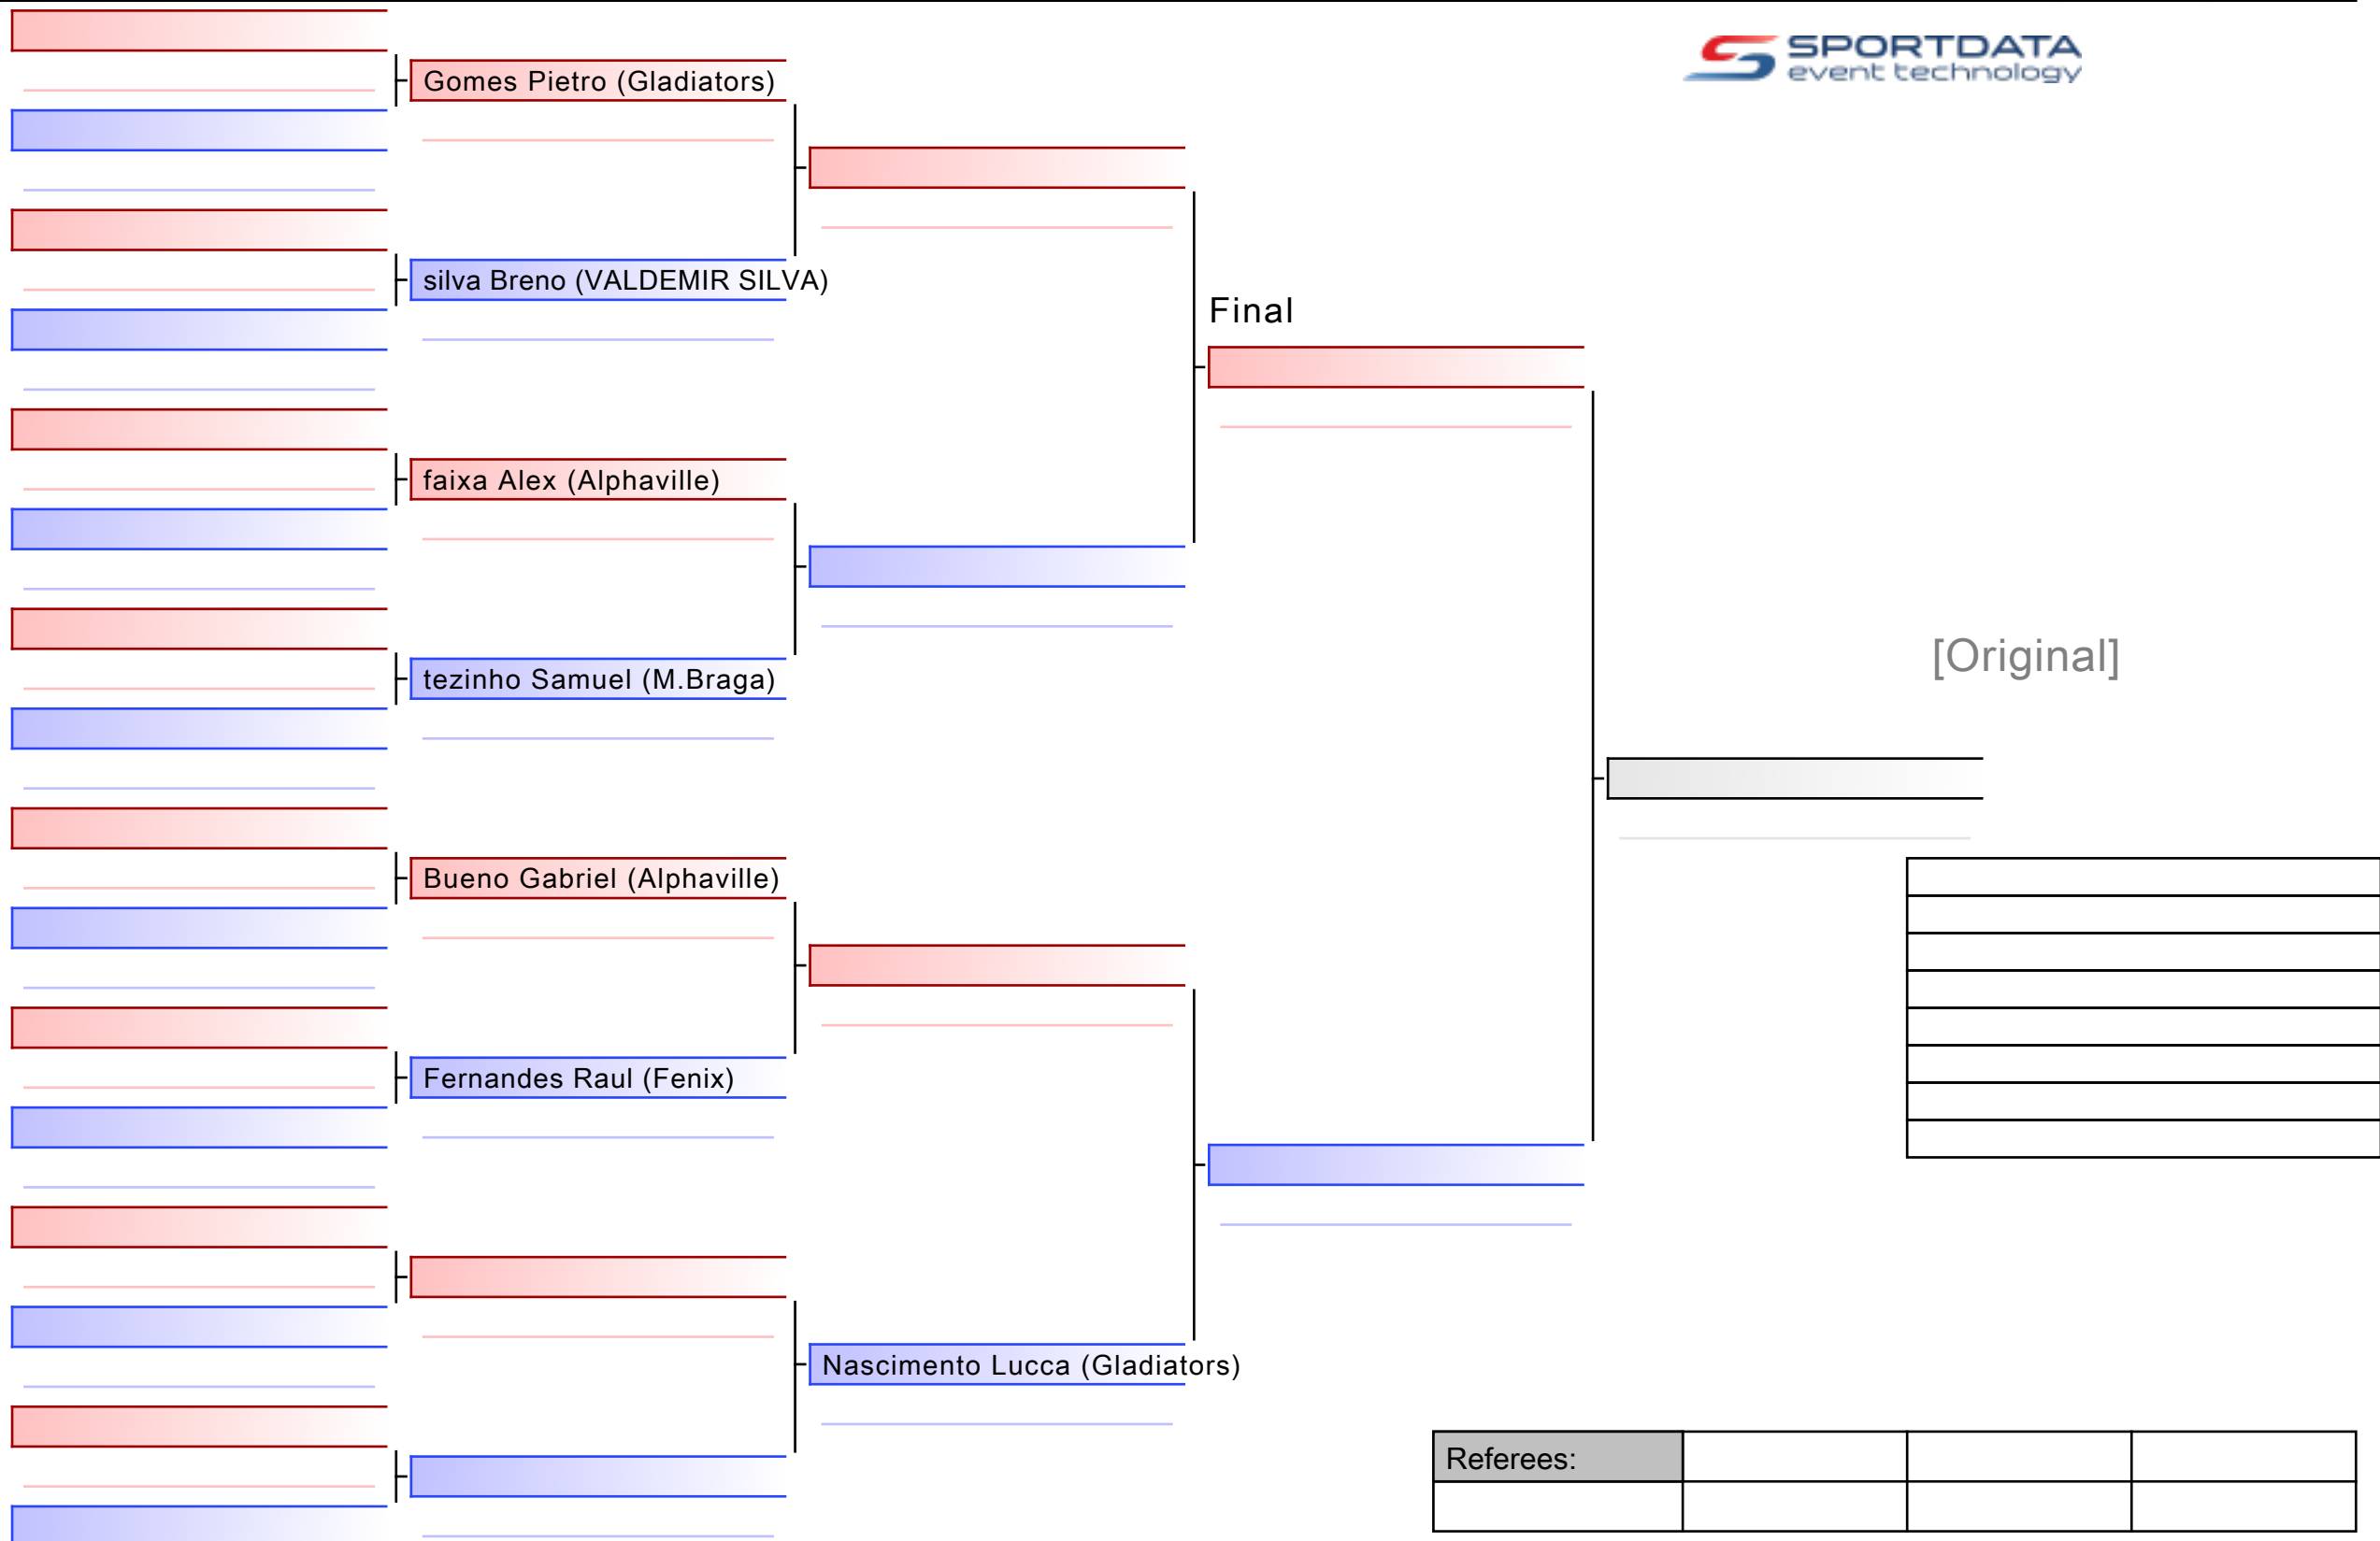 SPORTDATA
event technology
Gomes Pietro (Gladiators)
silva Breno (VALDEMIR SILVA)
Final
faixa Alex (Alphaville)
[Original]
tezinho Samuel (M.Braga)
Bueno Gabriel (Alphaville)
Fernandes Raul (Fenix)
Nascimento Lucca (Gladiators)
Referees: